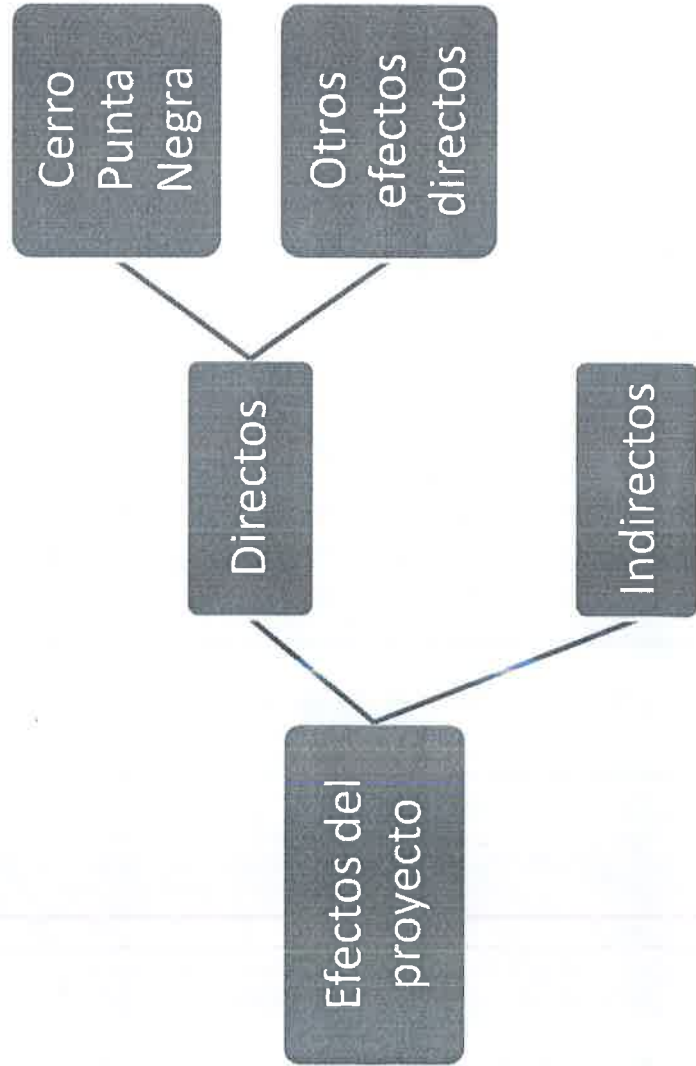 Efectos del
proyecto
Directos
Indirectos
Cerro
Punta
Negra
Otros
efectos
directos